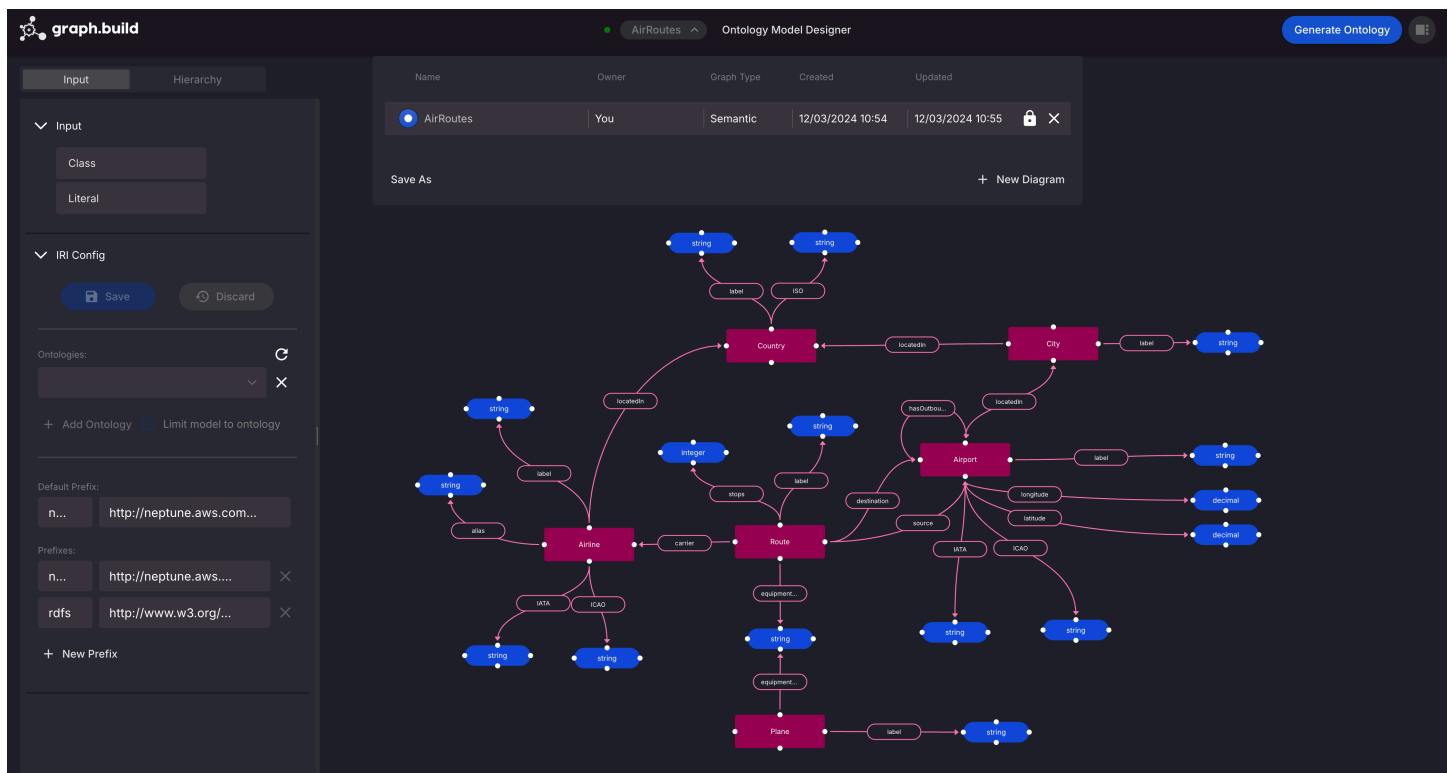 graph.build
AirRoutes
Ontology Model Designer
Generate Ontology
Input
Hierarchy
Name
Owner
Graph Type
Created
Updated
AirRoutes
You
Semantic
12/03/2024 10:54
12/03/2024 10:55
Save As
+ New Diagram
Input
Class
Literal
IRI Config
Save
Discard
Ontologies:
+ Add Ontology
Limit model to ontology
Default Prefix:
n...
http://neptune.aws.com...
Prefixes:
n...
http://neptune.aws....
rdfs
http://www.w3.org/...
+ New Prefix
string
string
label
ISO
Country
locatedIn
City
label
string
locatedIn
locatedIn
hasOutbou...
string
string
integer
Airport
label
string
label
label
string
stops
destination
longitude
decimal
latitude
decimal
alias
source
Airline
carrier
Route
IATA
ICAO
equipment...
IATA
ICAO
string
string
string
string
string
equipment...
Plane
label
string